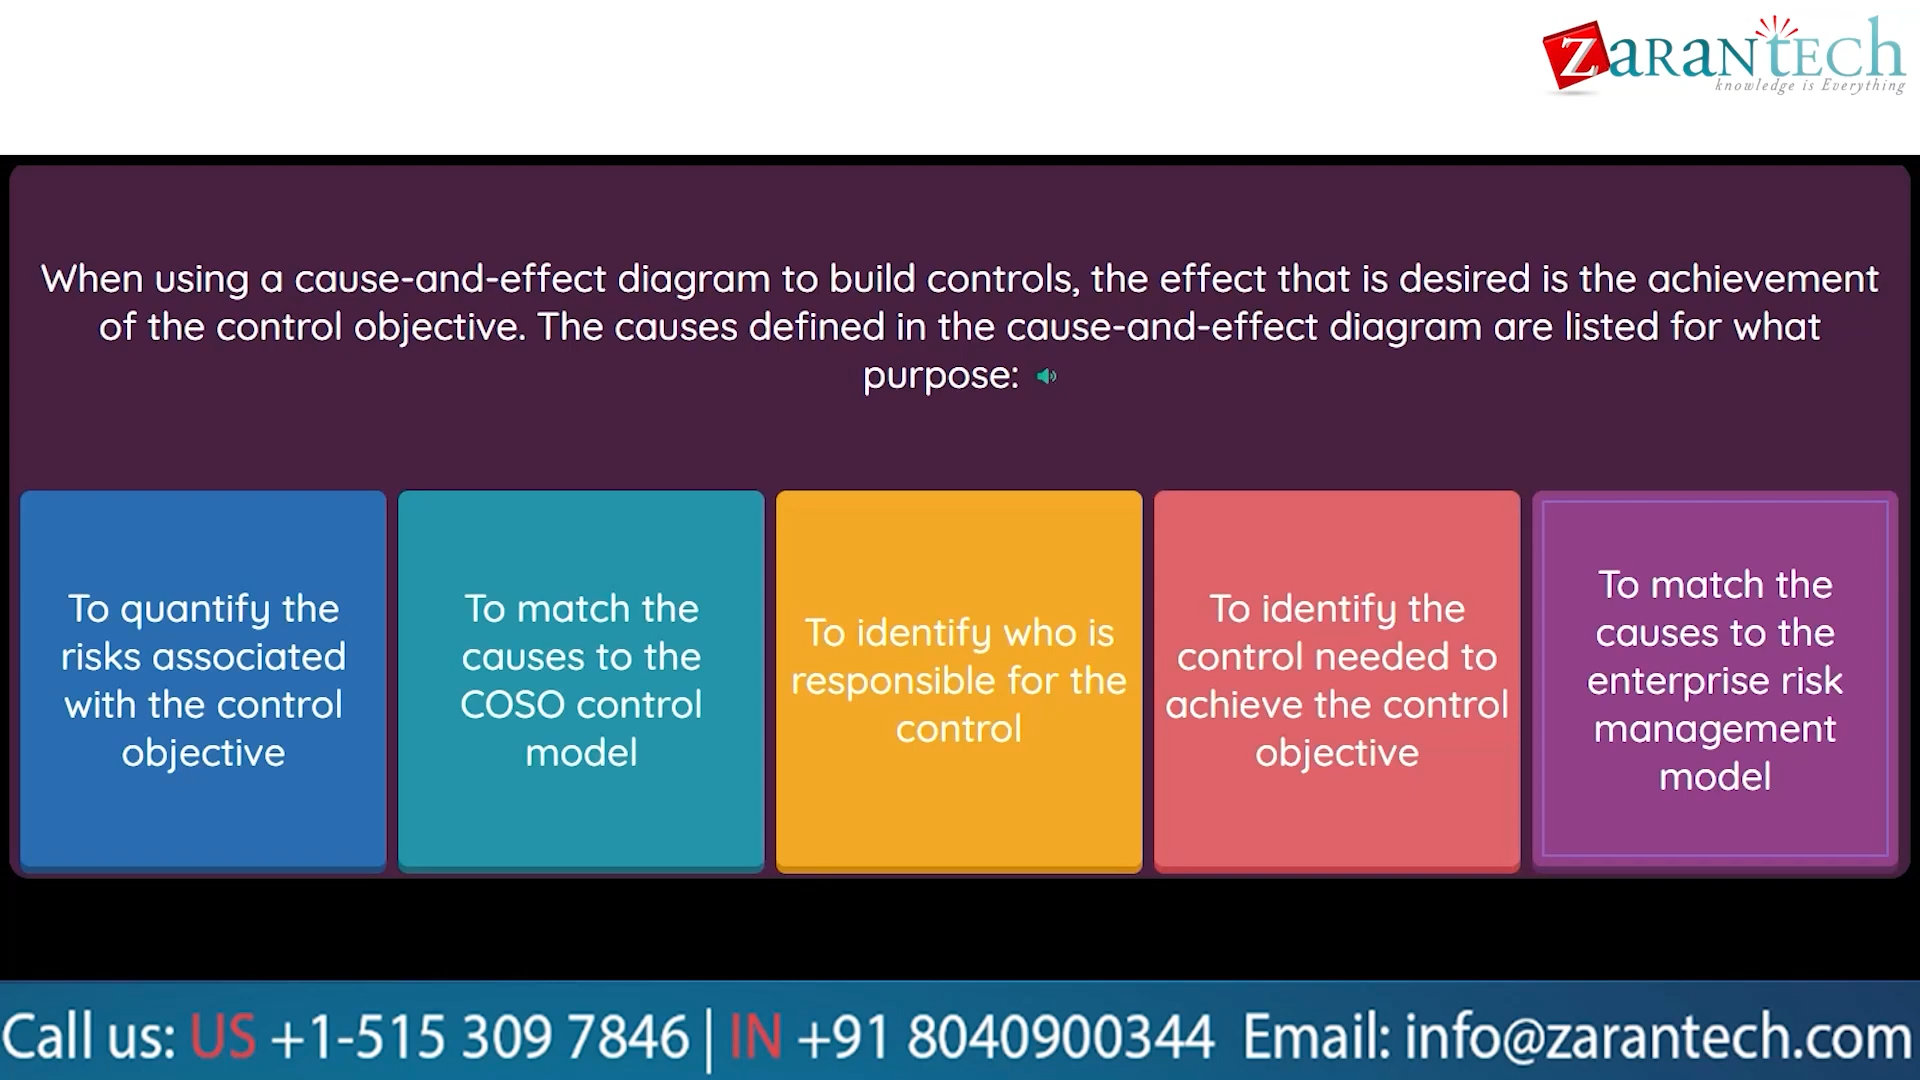 ZARANTECH
knowledge is Everything
When using a cause-and-effect diagram to build controls, the effect that is desired is the achievement
of the control objective. The causes defined in the cause-and-effect diagram are listed for what
purpose:
To quantify the
risks associated
with the control
objective
To match the
causes to the
COSO control
model
To identify who is
responsible for the
control
To identify the
control needed to
achieve the control
objective
To match the
causes to the
enterprise risk
management
model
Call us: US +1-515 309 7846 | IN +91 8040900344 Email: info@zarantech.com